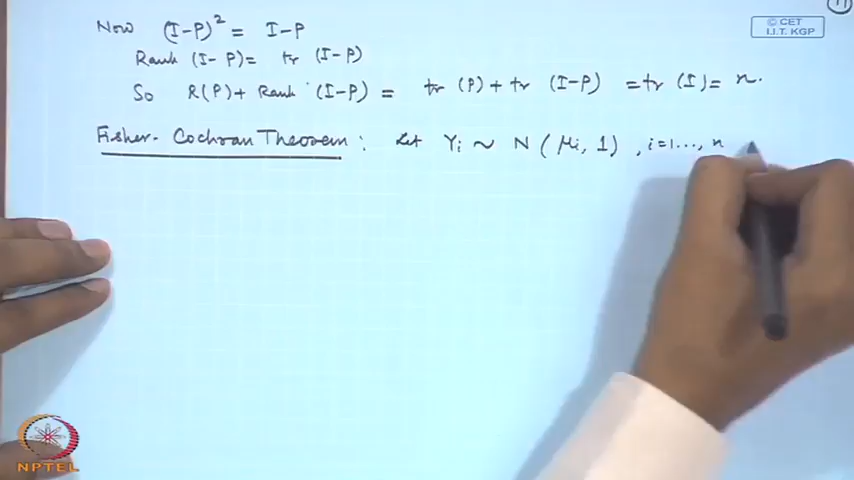 Now (I-P)² = I-P
Rank (I-P) = tr (I-P)
So R(P) + Rank (I-P) = tr (P) + tr (I-P) = tr (I) = n.
Fisher-Cochran Theorem : Let Yi ~ N (μi, 1) , i=1..., n
© CET
I.I.T. KGP
NPTEL